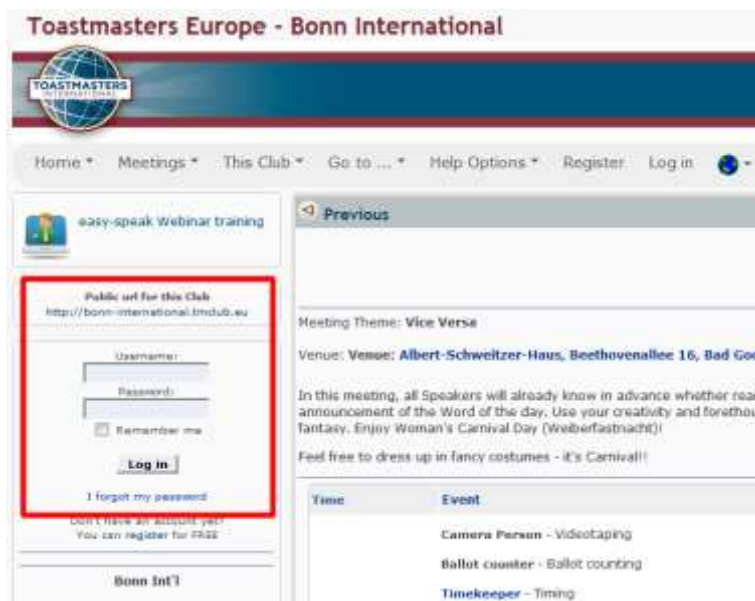 Toastmasters Europe - Bonn International
TOASTMASTERS
INTERNATIONAL
Home Meetings This Club Go to ... Help Options Register Log in
easy-speak Webinar training
Public url for this Club
http://bonn-international.tmclub.eu
Username:
Password:
Remember me
Log in
I forgot my password
Don't have an account yet?
You can register for FREE
Bonn Int'l
Previous
Meeting Theme: Vice Versa
Venue: Venue: Albert-Schweitzer-Haus, Beethovenallee 16, Bad
In this meeting, all Speakers will already know in advance whether
announcement of the Word of the day. Use your creativity and
fantasy. Enjoy Woman's Carnival Day (Weiberfastnacht)!
Feel free to dress up in fancy costumes - it's Carnival!!
Time Event
Camera Person - Videotaping
Ballot counter - Ballot counting
Timekeeper - Timing